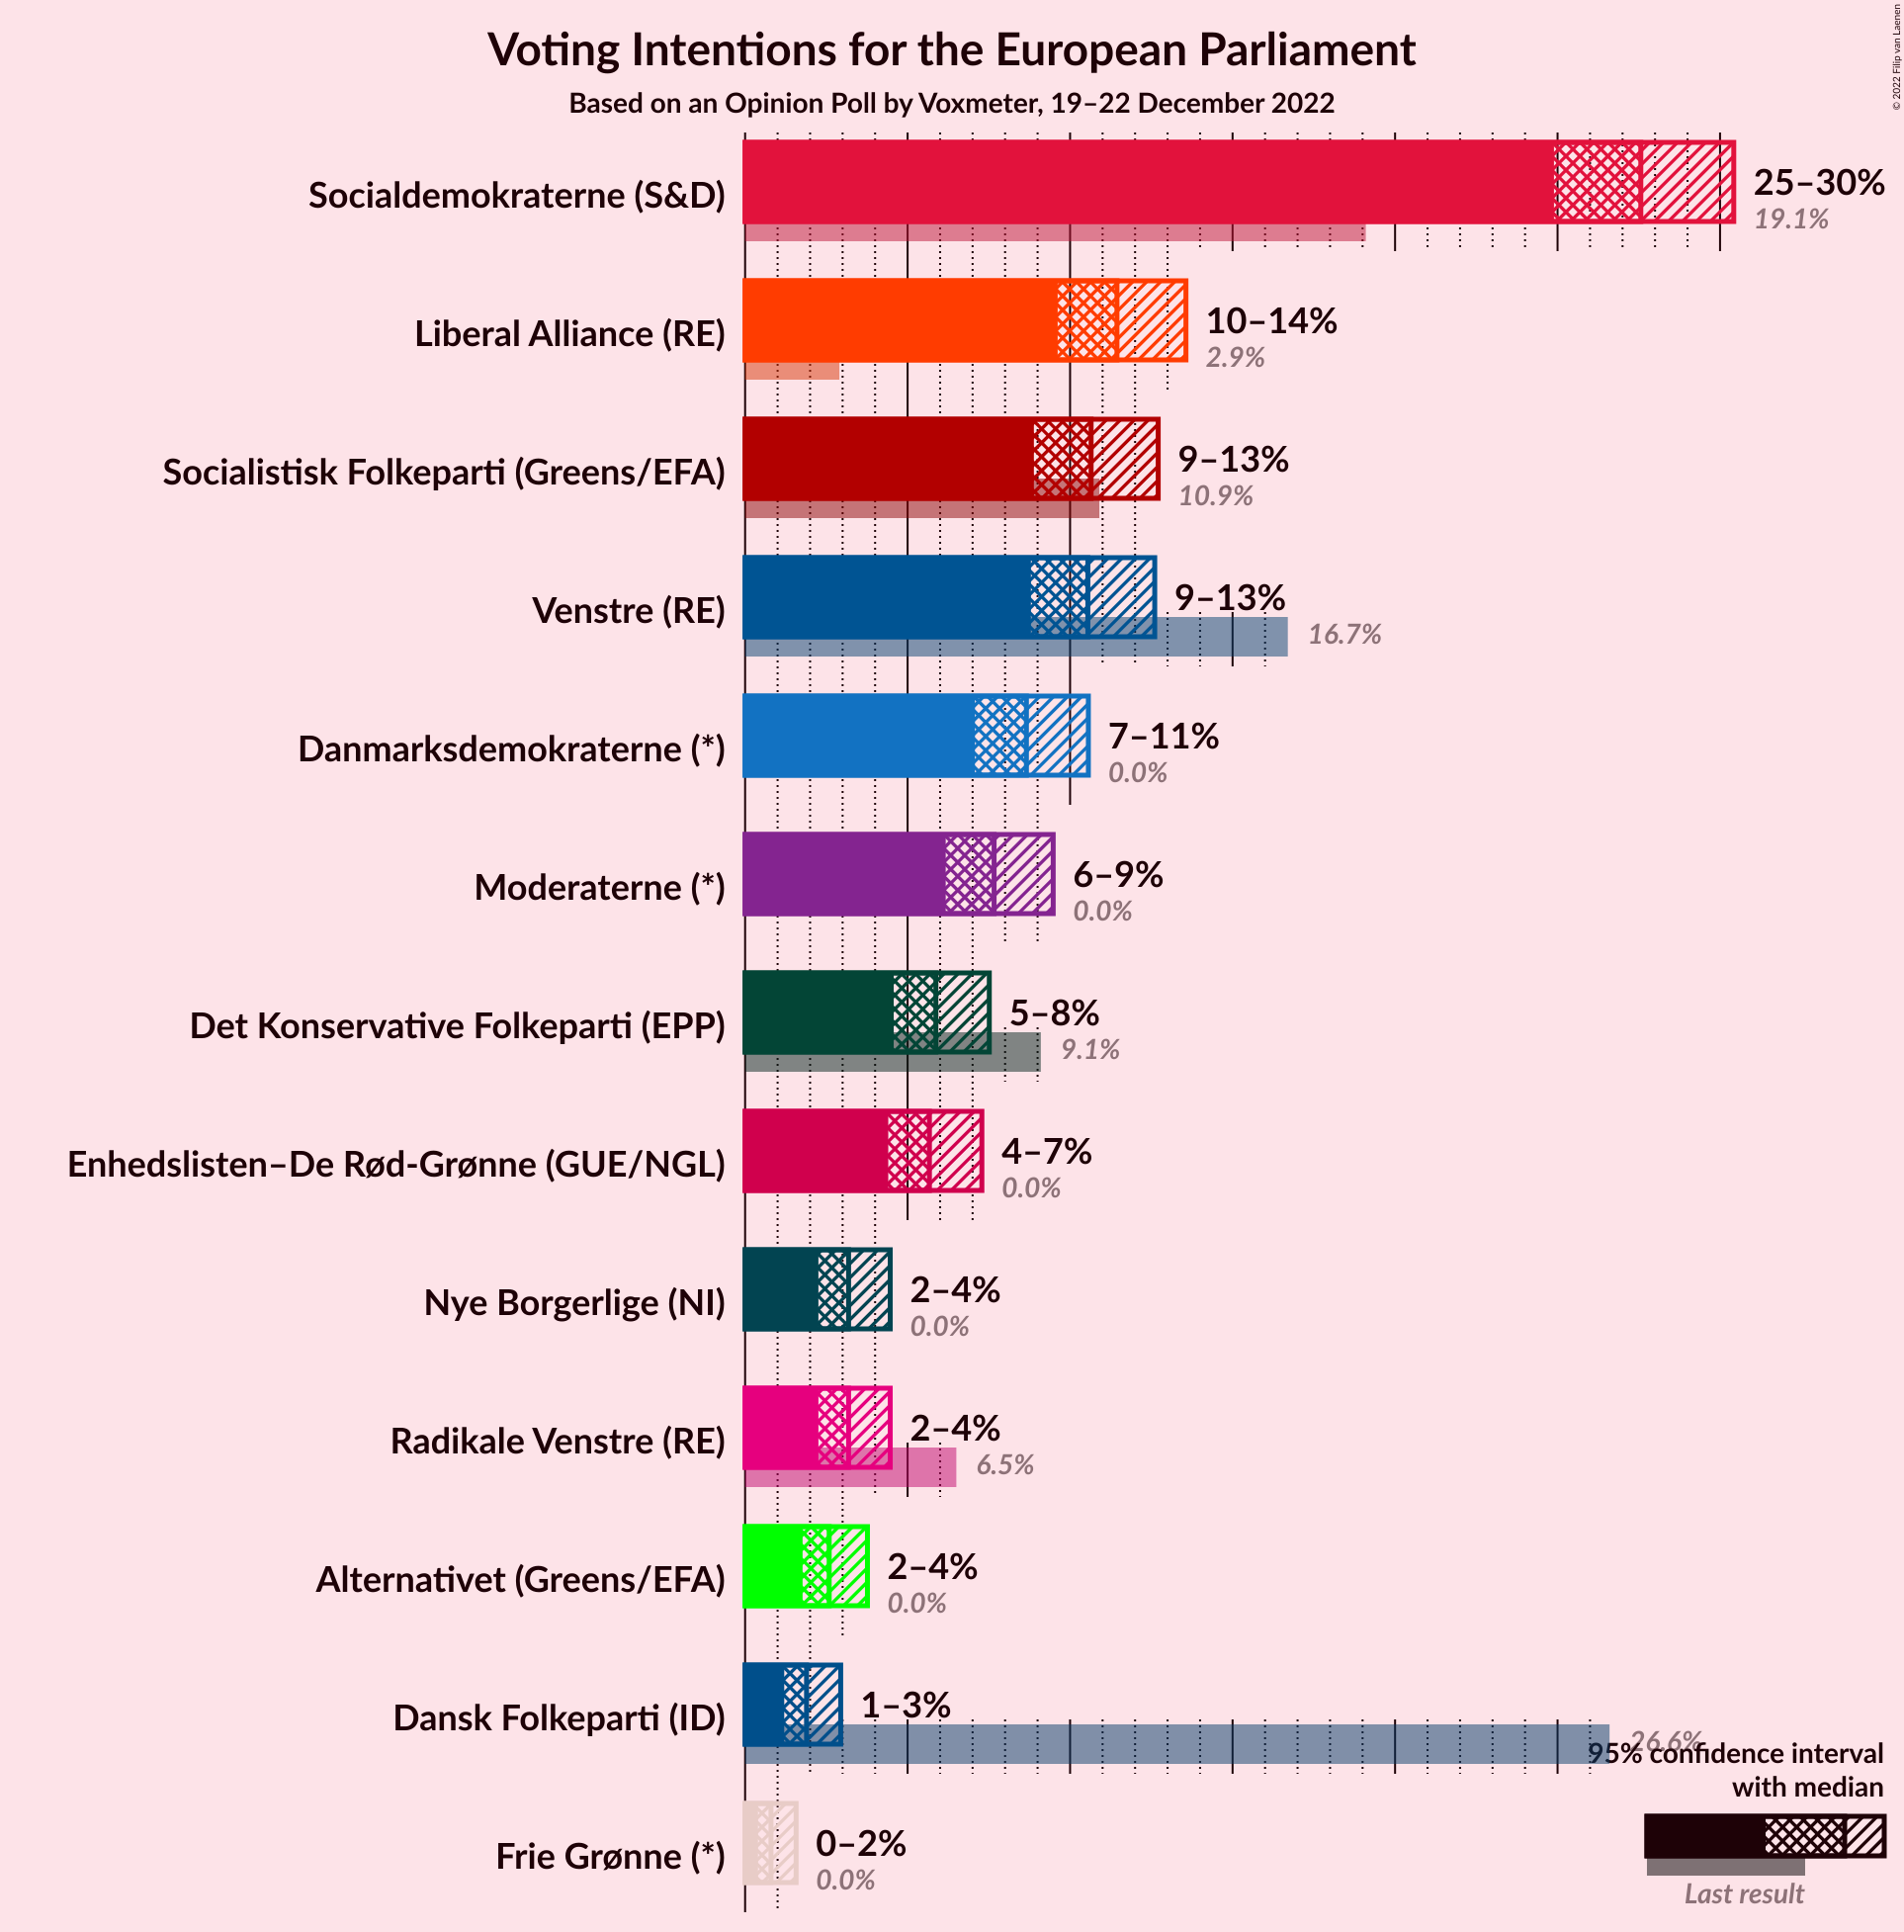 Voting Intentions for the European Parliament
Based on an Opinion Poll by Voxmeter, 19–22 December 2022
© 2022 Filip van Laenen
Socialdemokraterne (S&D)
25–30%
19.1%
Liberal Alliance (RE)
10–14%
2.9%
Socialistisk Folkeparti (Greens/EFA)
9–13%
10.9%
Venstre (RE)
9–13%
16.7%
Danmarksdemokraterne (*)
7–11%
0.0%
Moderaterne (*)
6–9%
0.0%
Det Konservative Folkeparti (EPP)
5–8%
9.1%
Enhedslisten–De Rød-Grønne (GUE/NGL)
4–7%
0.0%
Nye Borgerlige (NI)
2–4%
0.0%
Radikale Venstre (RE)
2–4%
6.5%
Alternativet (Greens/EFA)
2–4%
0.0%
Dansk Folkeparti (ID)
1–3%
26.6%
Frie Grønne (*)
0–2%
0.0%
95% confidence interval
with median
Last result